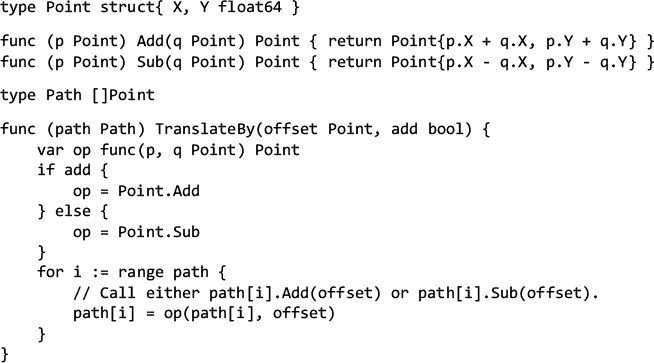 type Point struct{ X, Y float64 }
func (p Point) Add(q Point) Point { return Point{p.X + q.X, p.Y + q.Y} }
func (p Point) Sub(q Point) Point { return Point{p.X - q.X, p.Y - q.Y} }
type Path []Point
func (path Path) TranslateBy(offset Point, add bool) {
    var op func(p, q Point) Point
    if add {
        op = Point.Add
    } else {
        op = Point.Sub
    }
    for i := range path {
        // Call either path[i].Add(offset) or path[i].Sub(offset).
        path[i] = op(path[i], offset)
    }
}